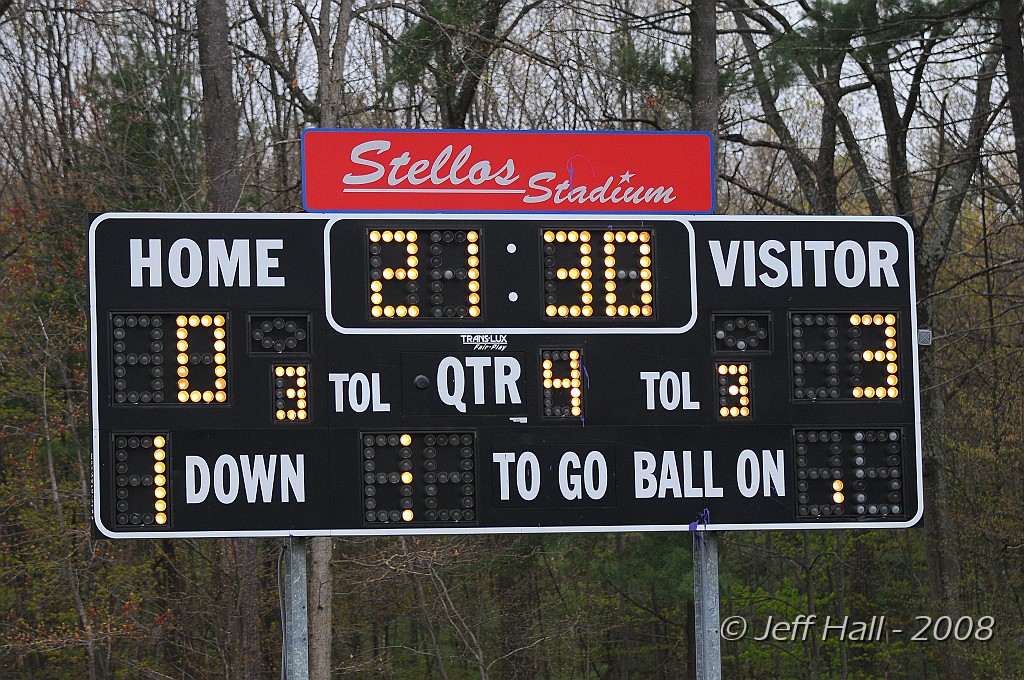 Stellos Stadium
HOME 21:30 VISITOR
TRANS-LUX
Fair-Play
0 3 TOL QTR 4 TOL 3 3
1 DOWN TO GO BALL ON
© Jeff Hall - 2008